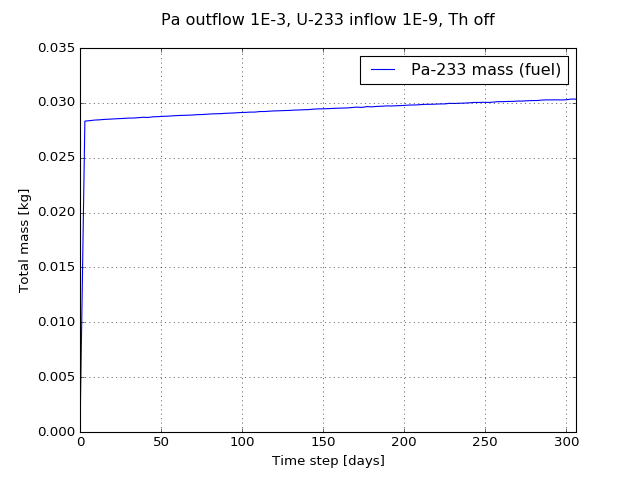 Pa outflow 1E-3, U-233 inflow 1E-9, Th off
Pa-233 mass (fuel)
Total mass [kg]
0.035
0.030
0.025
0.020
0.015
0.010
0.005
0.000
0 50 100 150 200 250 300
Time step [days]